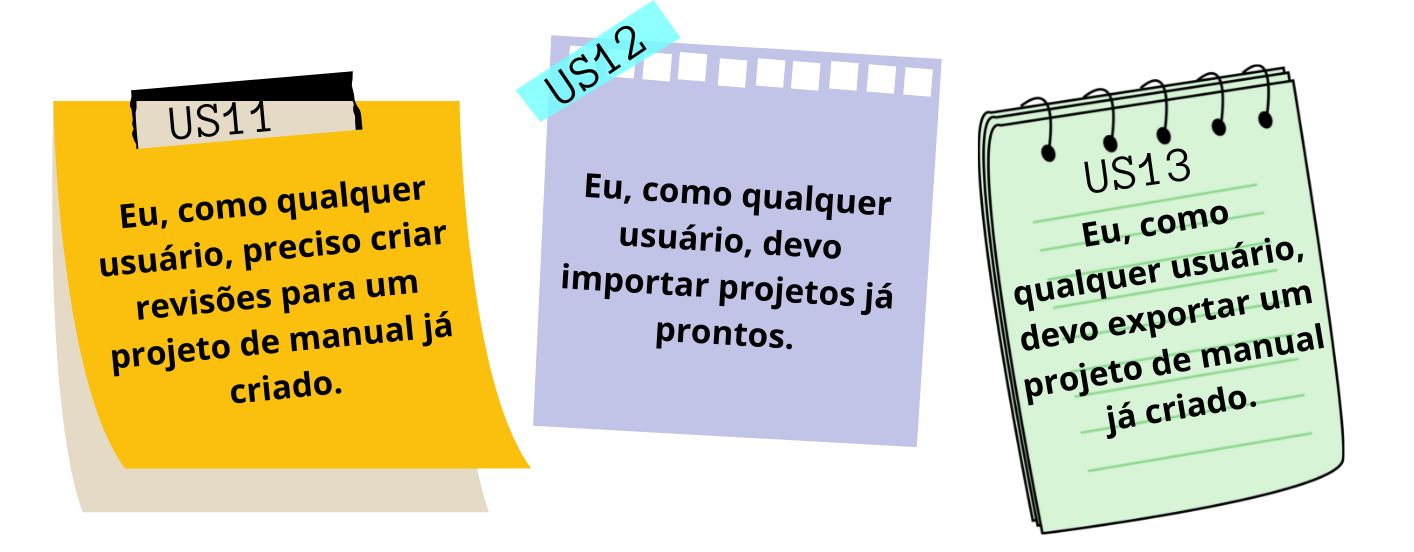 US11
Eu, como qualquer
usuário, preciso criar
revisões para um
projeto de manual já
criado.
US12
Eu, como qualquer
usuário, devo
importar projetos já
prontos.
US13
Eu, como
qualquer usuário,
devo exportar um
projeto de manual
já criado.